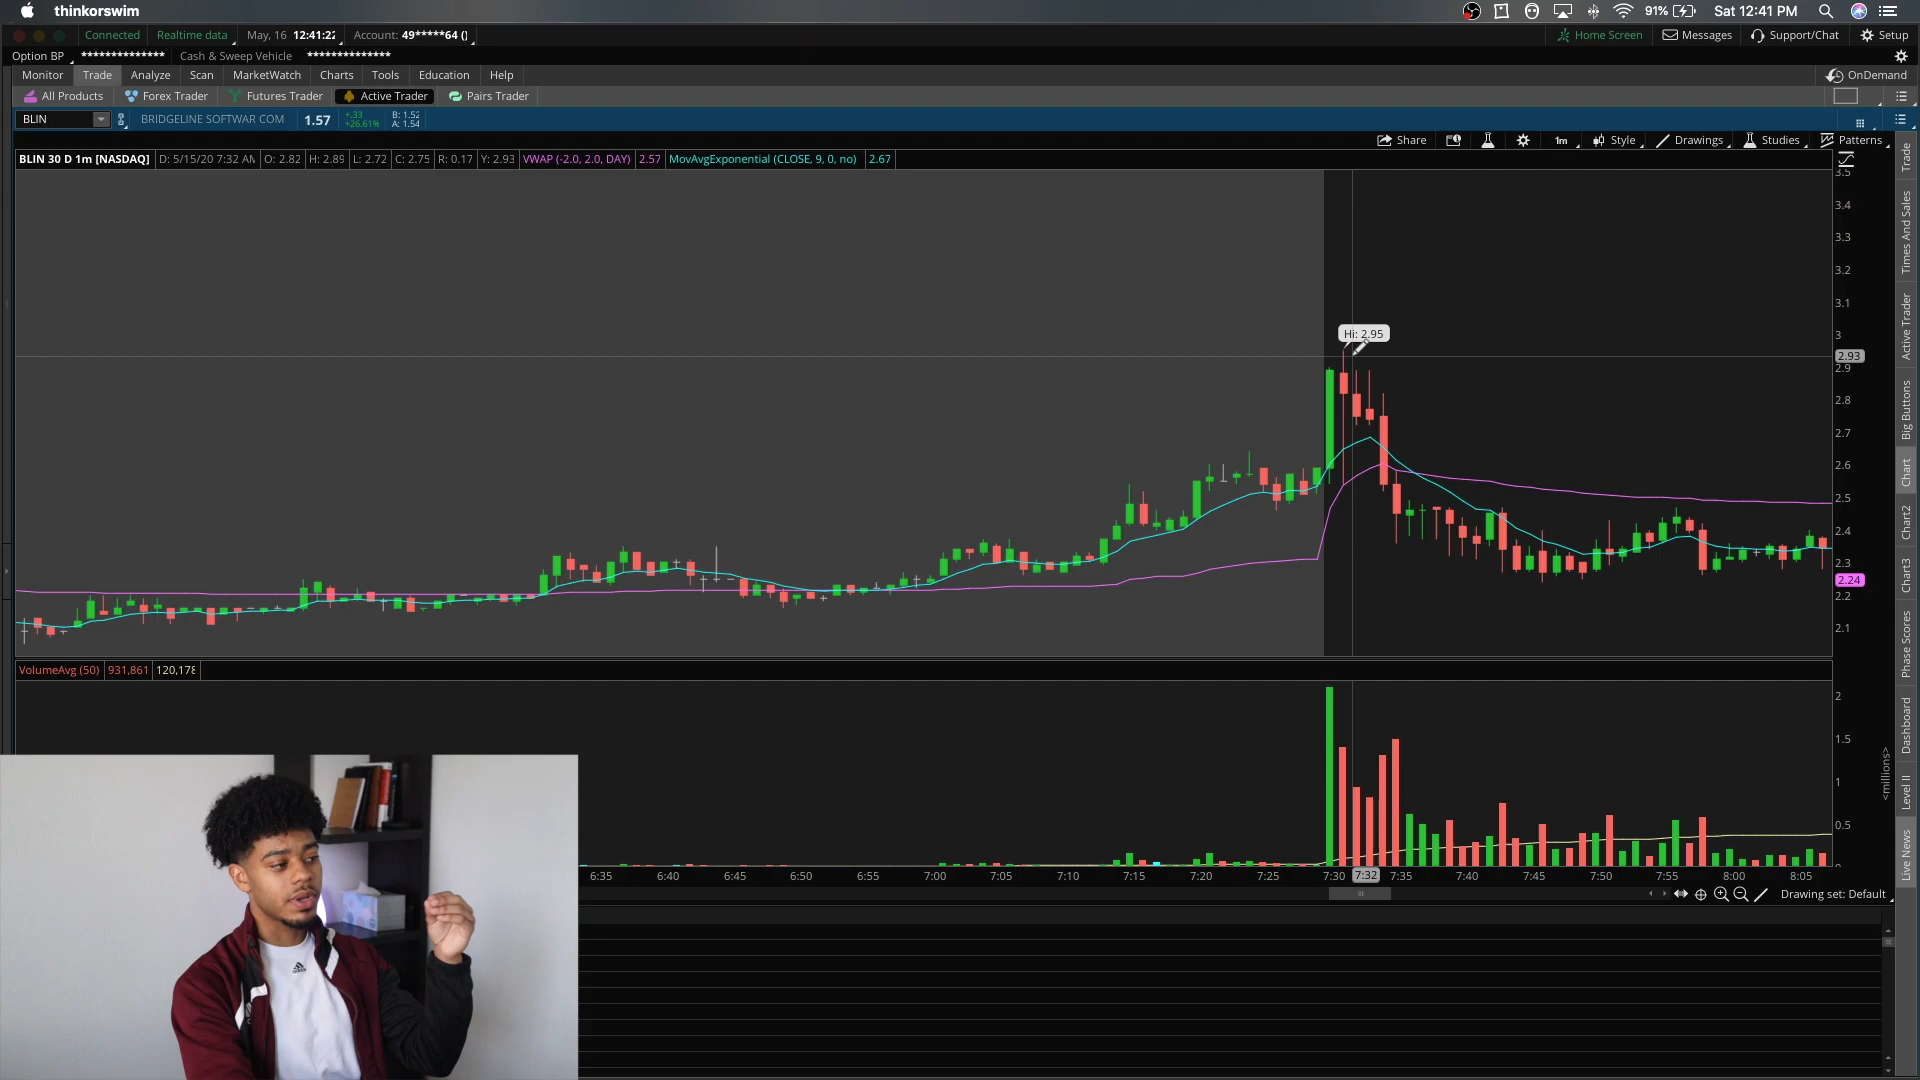 thinkorswim 91% Sat 12:41 PM
Connected Realtime data May, 16 12:41:22 Account: 49*****64 () Home Screen Messages Support/Chat Setup
Option BP ************** Cash & Sweep Vehicle **************
Monitor Trade Analyze Scan MarketWatch Charts Tools Education Help OnDemand
All Products Forex Trader Futures Trader Active Trader Pairs Trader
BLIN BRIDGELINE SOFTWAR COM 1.57 +.33 B: 1.52
+26.61% A: 1.54
Share 1m Style Drawings Studies Patterns
BLIN 30 D 1m [NASDAQ] D: 5/15/20 7:32 AM O: 2.82 H: 2.89 L: 2.72 C: 2.75 R: 0.17 Y: 2.93 VWAP (-2.0, 2.0, DAY) 2.57 MovAvgExponential (CLOSE, 9, 0, no) 2.67
3.5
3.4
3.3
3.2
3.1
Hi: 2.95
3
2.93
2.9
2.8
2.7
2.6
2.5
2.4
2.3
2.24
2.2
2.1
VolumeAvg (50) 931,861 120,178
2
1.5
1
0.5
0
<millions>
6:35 6:40 6:45 6:50 6:55 7:00 7:05 7:10 7:15 7:20 7:25 7:30 7:32 7:35 7:40 7:45 7:50 7:55 8:00 8:05
Drawing set: Default
Trade
Times And Sales
Active Trader
Big Buttons
Chart
Chart2
Chart3
Phase Scores
Dashboard
Level II
Live News